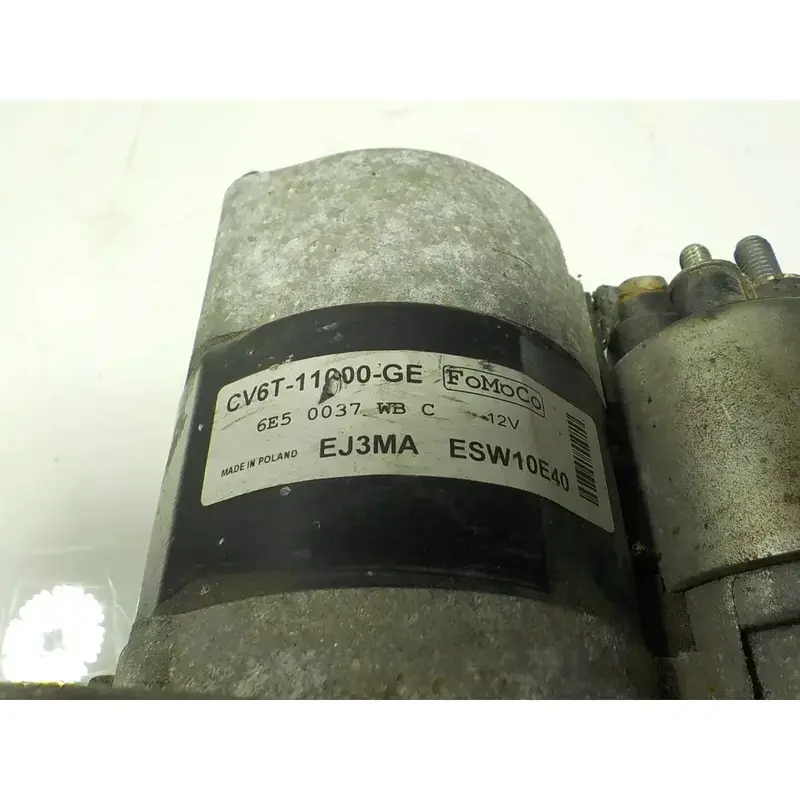 CV6T-11000-GE FoMoCo
6E5 0037 WB C 12V
MADE IN POLAND EJ3MA ESW10E40